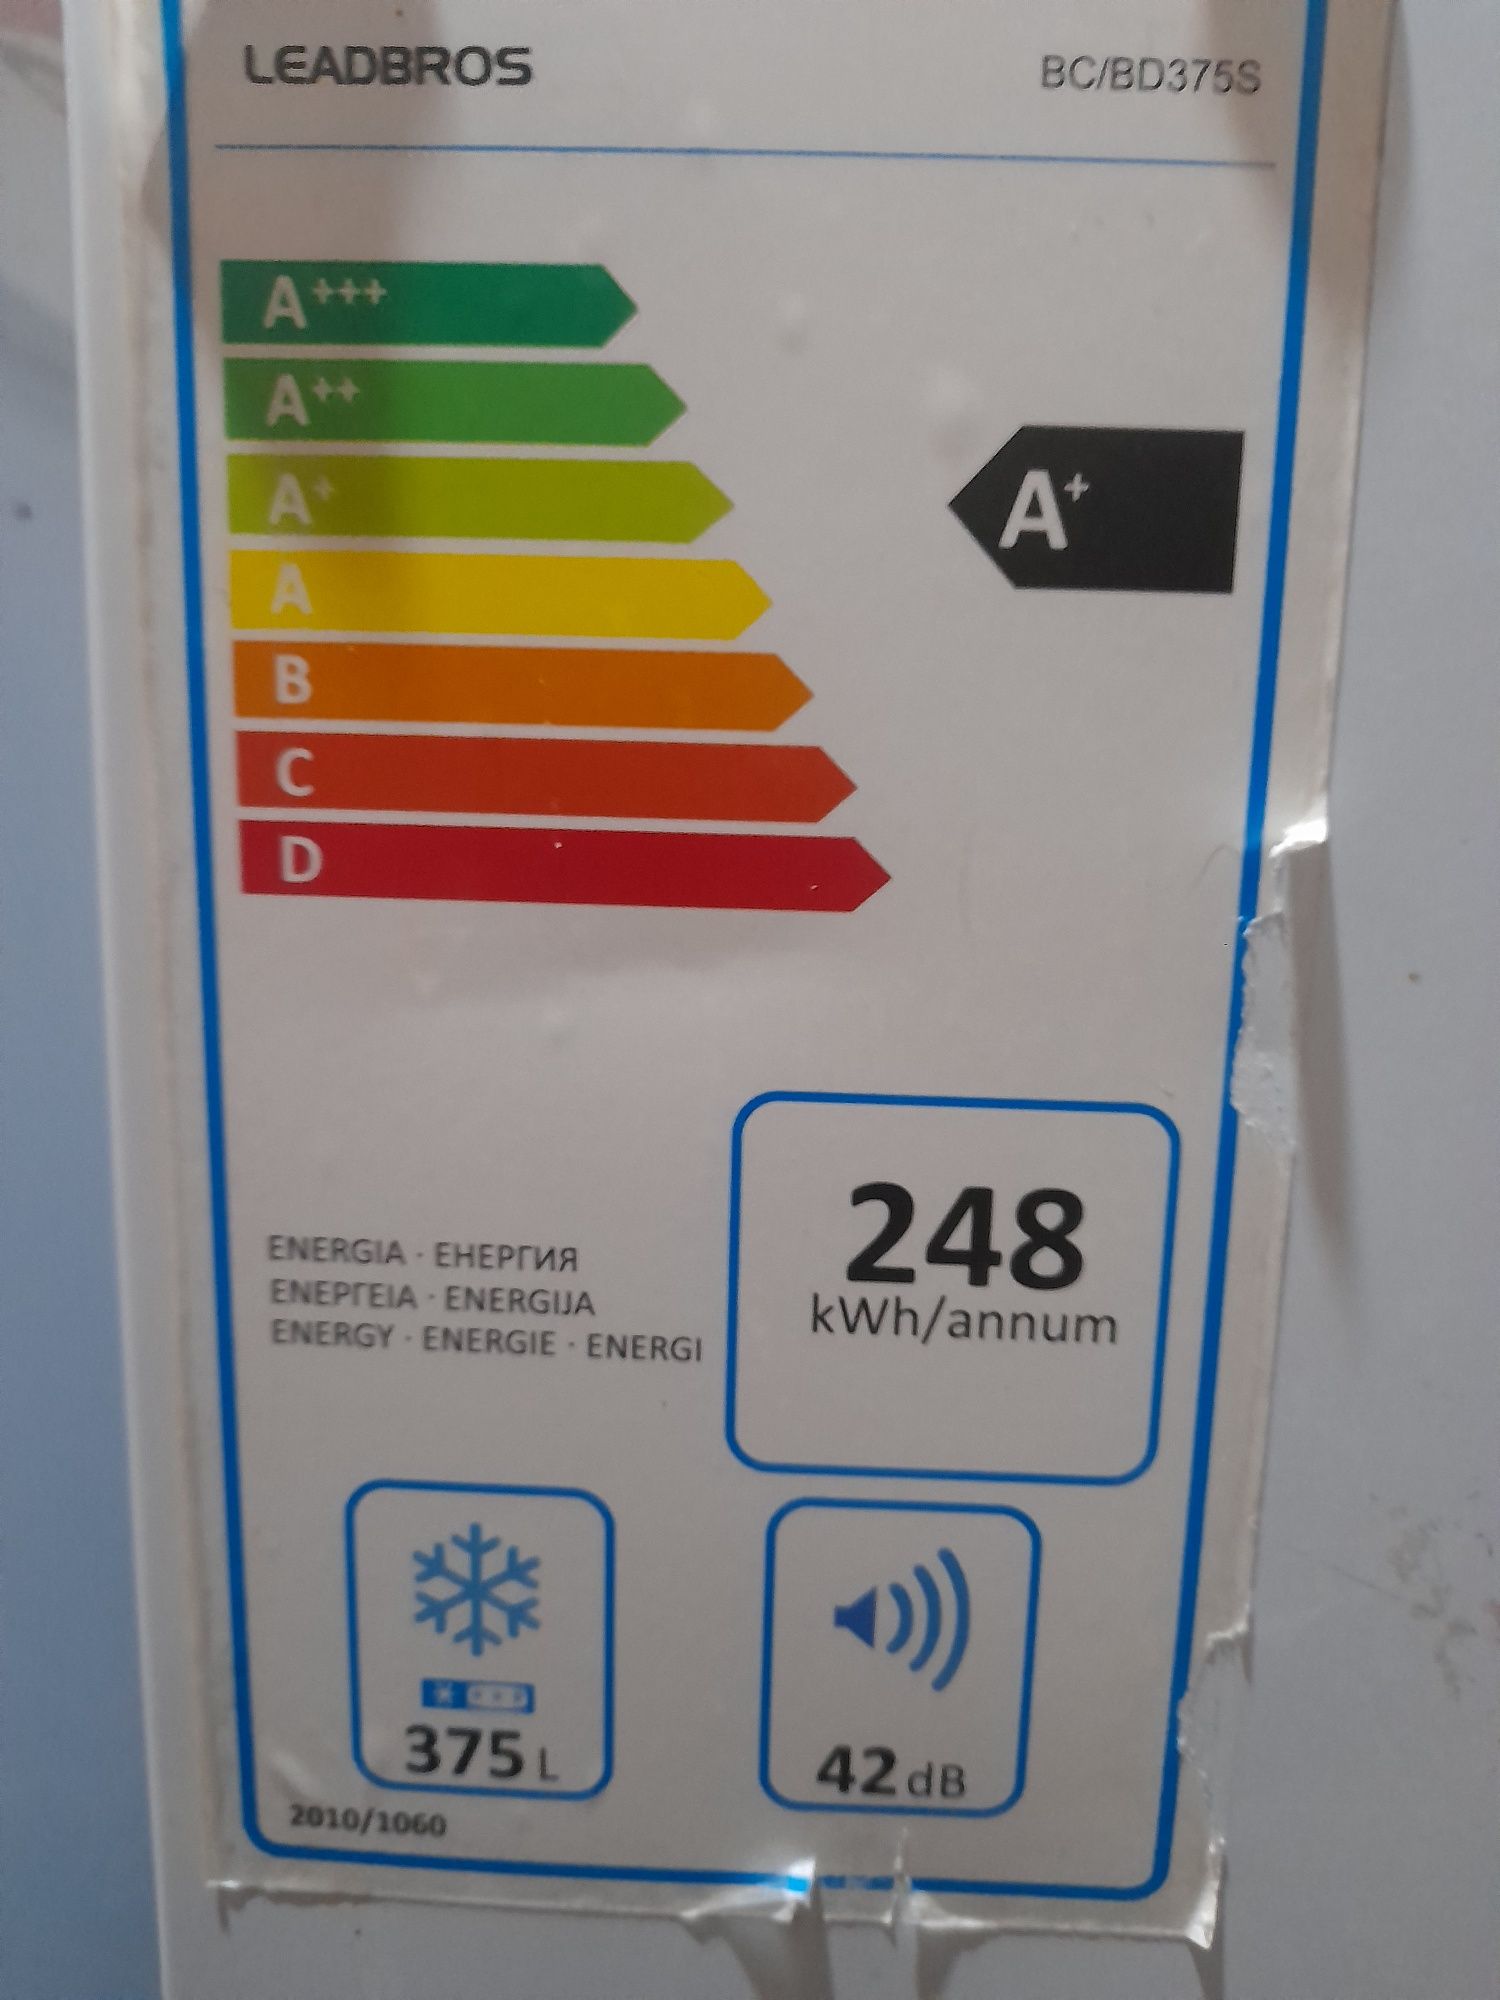 LEADBROS BC/BD375S
A+++
A++
A+
A+
A
B
C
D
248
kWh/annum
ENERGIA · ЕНЕРГИЯ
ΕΝΕΡΓΕΙΑ · ENERGIJA
ENERGY · ENERGIE · ENERGI
375 L
42 dB
2010/1060